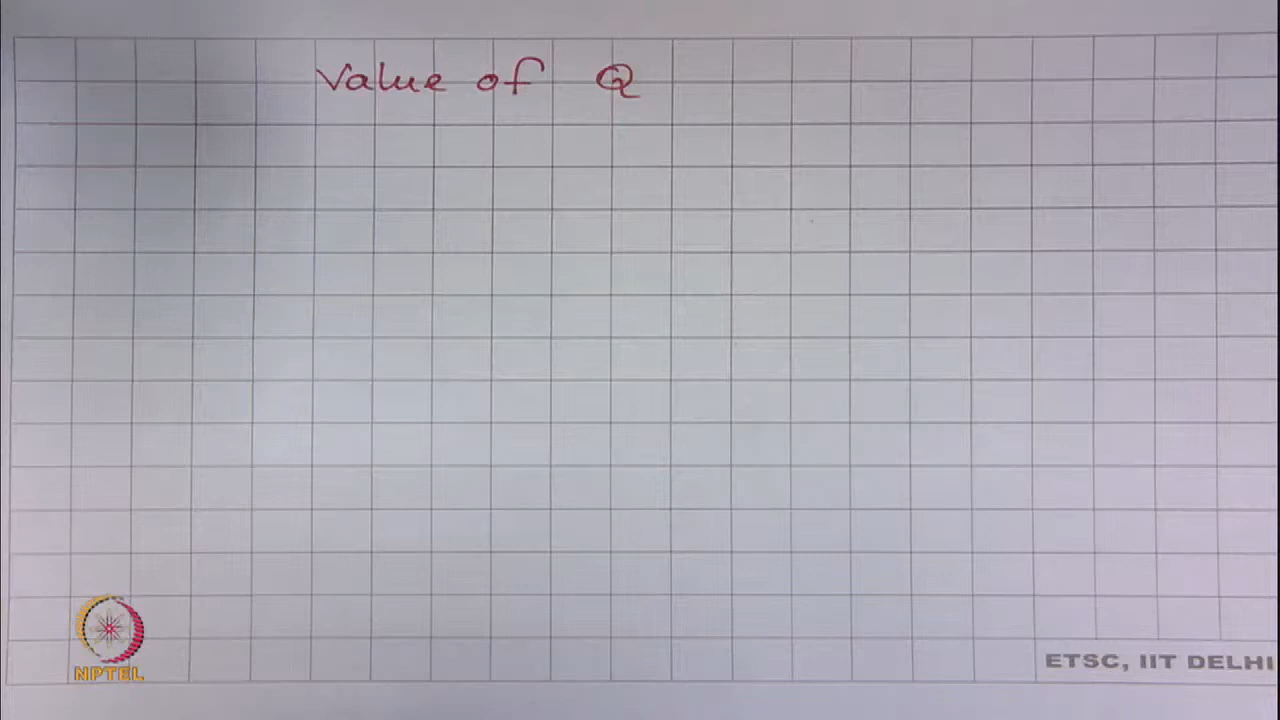 Value of Q
NPTEL
ETSC, IIT DELHI